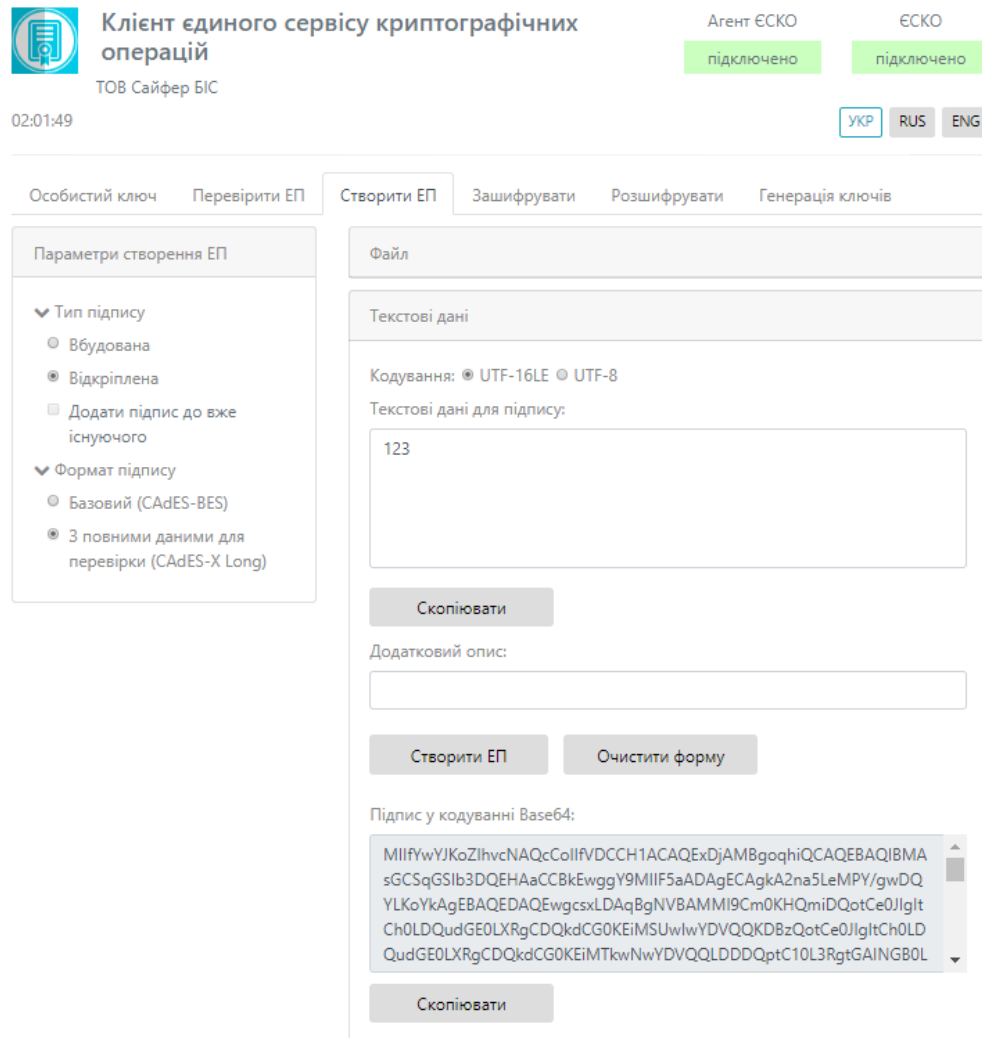 Клієнт єдиного сервісу криптографічних
операцій
ТОВ Сайфер БІС
Агент ЄСКО
ЄСКО
підключено
підключено
02:01:49
УКР
RUS
ENG
Особистий ключ
Перевірити ЕП
Створити ЕП
Зашифрувати
Розшифрувати
Генерація ключів
Параметри створення ЕП
Тип підпису
Вбудована
Відкріплена
Додати підпис до вже
існуючого
Формат підпису
Базовий (CAdES-BES)
З повними даними для
перевірки (CAdES-X Long)
Файл
Текстові дані
Кодування: UTF-16LE UTF-8
Текстові дані для підпису:
123
Скопіювати
Додатковий опис:
Створити ЕП
Очистити форму
Підпис у кодуванні Base64:
MIIfYwYJKoZIhvcNAQcCoIIfVDCCH1ACAQExDjAMBgoqhiQCAQEBAQIBMA
sGCSqGSIb3DQEHAaCCBkEwggY9MIIF5aADAgECAgkA2na5LeMPY/gwDQ
YLKoYkAgEBAQEDAQEwgcsxLDAqBgNVBAMMI9Cm0KHQmiDQotCe0JIgIt
Ch0LDQudGE0LXRgCDQkdCG0KEiMSUwIwYDVQQKDBzQotCe0JIgItCh0LD
QudGE0LXRgCDQkdCG0KEiMTkwNwYDVQQLDDDQptC10L3RgtGAINGB0L
Скопіювати